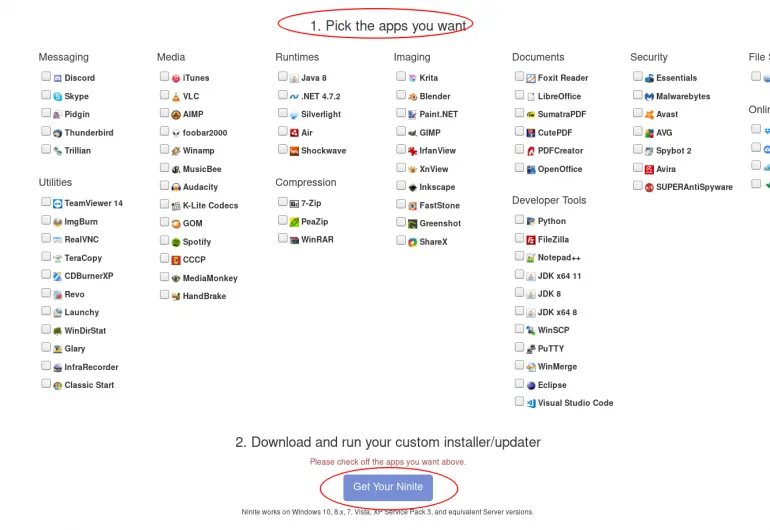 1. Pick the apps you want
Messaging
Discord
Skype
Pidgin
Thunderbird
Trillian
Utilities
TeamViewer 14
ImgBurn
RealVNC
TeraCopy
CDBurnerXP
Revo
Launchy
WinDirStat
Glary
InfraRecorder
Classic Start
Media
iTunes
VLC
AIMP
foobar2000
Winamp
MusicBee
Audacity
K-Lite Codecs
GOM
Spotify
CCCP
MediaMonkey
HandBrake
Runtimes
Java 8
.NET 4.7.2
Silverlight
Air
Shockwave
Compression
7-Zip
PeaZip
WinRAR
Imaging
Krita
Blender
Paint.NET
GIMP
IrfanView
XnView
Inkscape
FastStone
Greenshot
ShareX
Documents
Foxit Reader
LibreOffice
SumatraPDF
CutePDF
PDFCreator
OpenOffice
Developer Tools
Python
FileZilla
Notepad++
JDK x64 11
JDK 8
JDK x64 8
WinSCP
PuTTY
WinMerge
Eclipse
Visual Studio Code
Security
Essentials
Malwarebytes
Avast
AVG
Spybot 2
Avira
SUPERAntiSpyware
File S
Onlin
2. Download and run your custom installer/updater
Please check off the apps you want above.
Get Your Ninite
Ninite works on Windows 10, 8.x, 7, Vista, XP Service Pack 3, and equivalent Server versions.